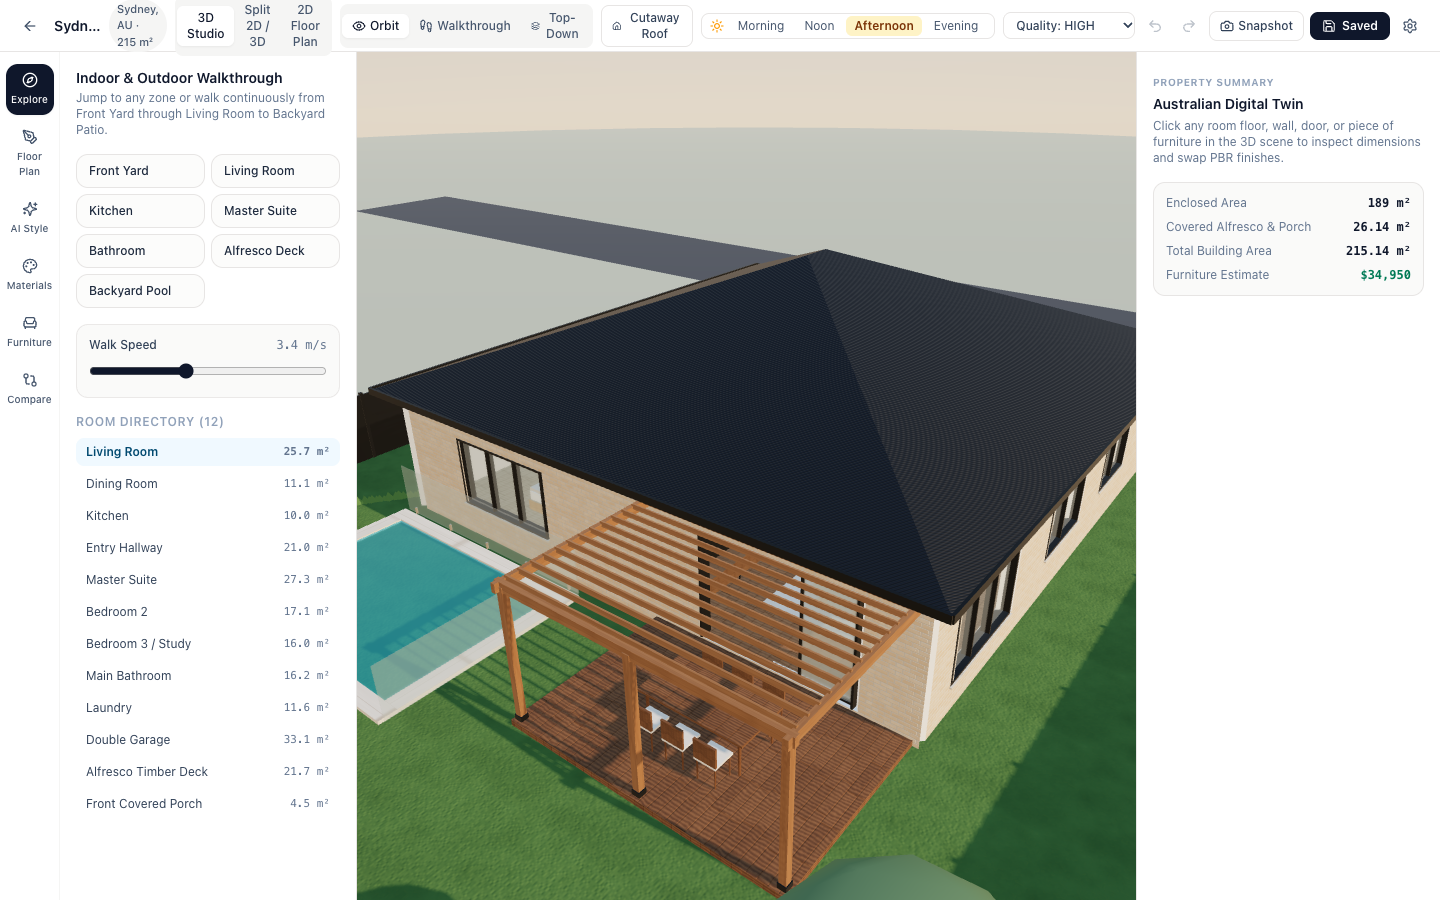 Sydn...
Sydney,
AU ·
215 m²
3D
Studio
Split
2D /
3D
2D
Floor
Plan
Orbit
Walkthrough
Top-
Down
Cutaway
Roof
Morning
Noon
Afternoon
Evening
Quality: HIGH
Snapshot
Saved
Explore
Floor
Plan
AI Style
Materials
Furniture
Compare
Indoor & Outdoor Walkthrough
Jump to any zone or walk continuously from
Front Yard through Living Room to Backyard
Patio.
Front Yard
Living Room
Kitchen
Master Suite
Bathroom
Alfresco Deck
Backyard Pool
Walk Speed 3.4 m/s
ROOM DIRECTORY (12)
Living Room 25.7 m²
Dining Room 11.1 m²
Kitchen 10.0 m²
Entry Hallway 21.0 m²
Master Suite 27.3 m²
Bedroom 2 17.1 m²
Bedroom 3 / Study 16.0 m²
Main Bathroom 16.2 m²
Laundry 11.6 m²
Double Garage 33.1 m²
Alfresco Timber Deck 21.7 m²
Front Covered Porch 4.5 m²
PROPERTY SUMMARY
Australian Digital Twin
Click any room floor, wall, door, or piece of
furniture in the 3D scene to inspect dimensions
and swap PBR finishes.
Enclosed Area 189 m²
Covered Alfresco & Porch 26.14 m²
Total Building Area 215.14 m²
Furniture Estimate $34,950